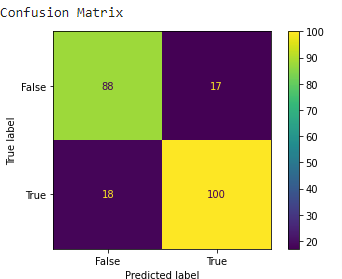 Confusion Matrix
100
90
80
70
60
50
40
30
20
True label
False
88
17
True
18
100
False
True
Predicted label